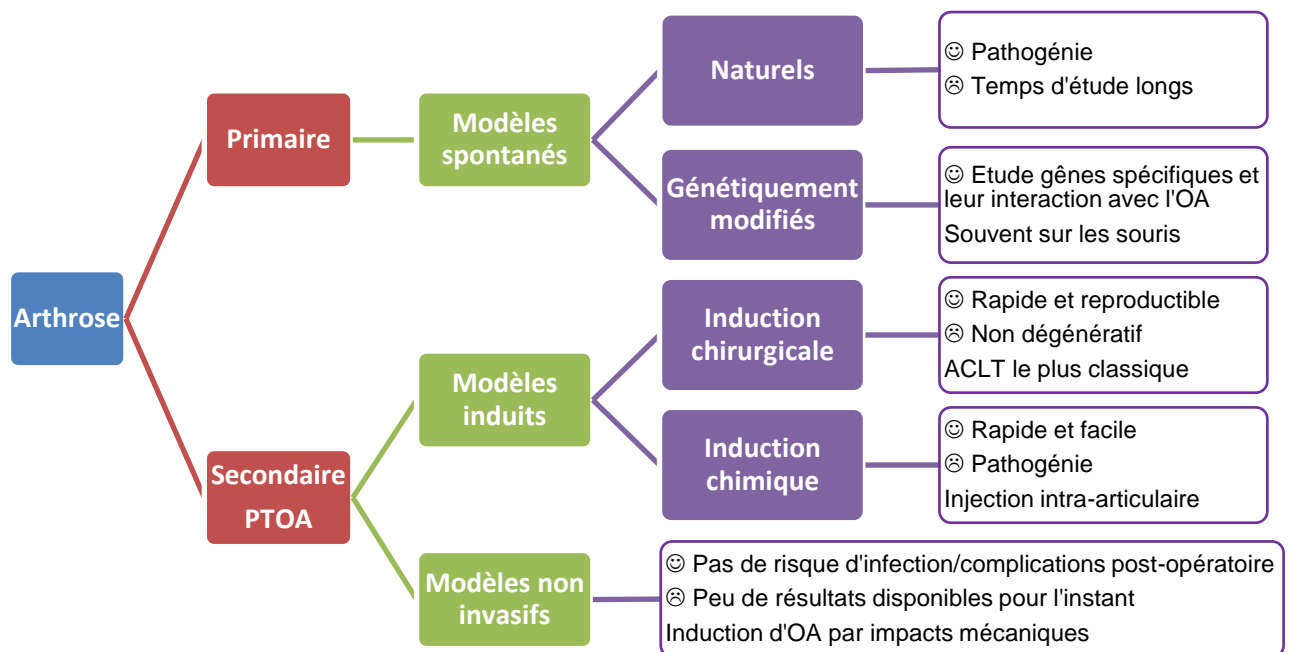 Arthrose
Primaire
Modèles
spontanés
Naturels
☺ Pathogénie
☹ Temps d'étude longs
Génétiquement
modifiés
☺ Etude gênes spécifiques et
leur interaction avec l'OA
Souvent sur les souris
Secondaire
PTOA
Modèles
induits
Induction
chirurgicale
☺ Rapide et reproductible
☹ Non dégénératif
ACLT le plus classique
Induction
chimique
☺ Rapide et facile
☹ Pathogénie
Injection intra-articulaire
Modèles non
invasifs
☺ Pas de risque d'infection/complications post-opératoire
☹ Peu de résultats disponibles pour l'instant
Induction d'OA par impacts mécaniques